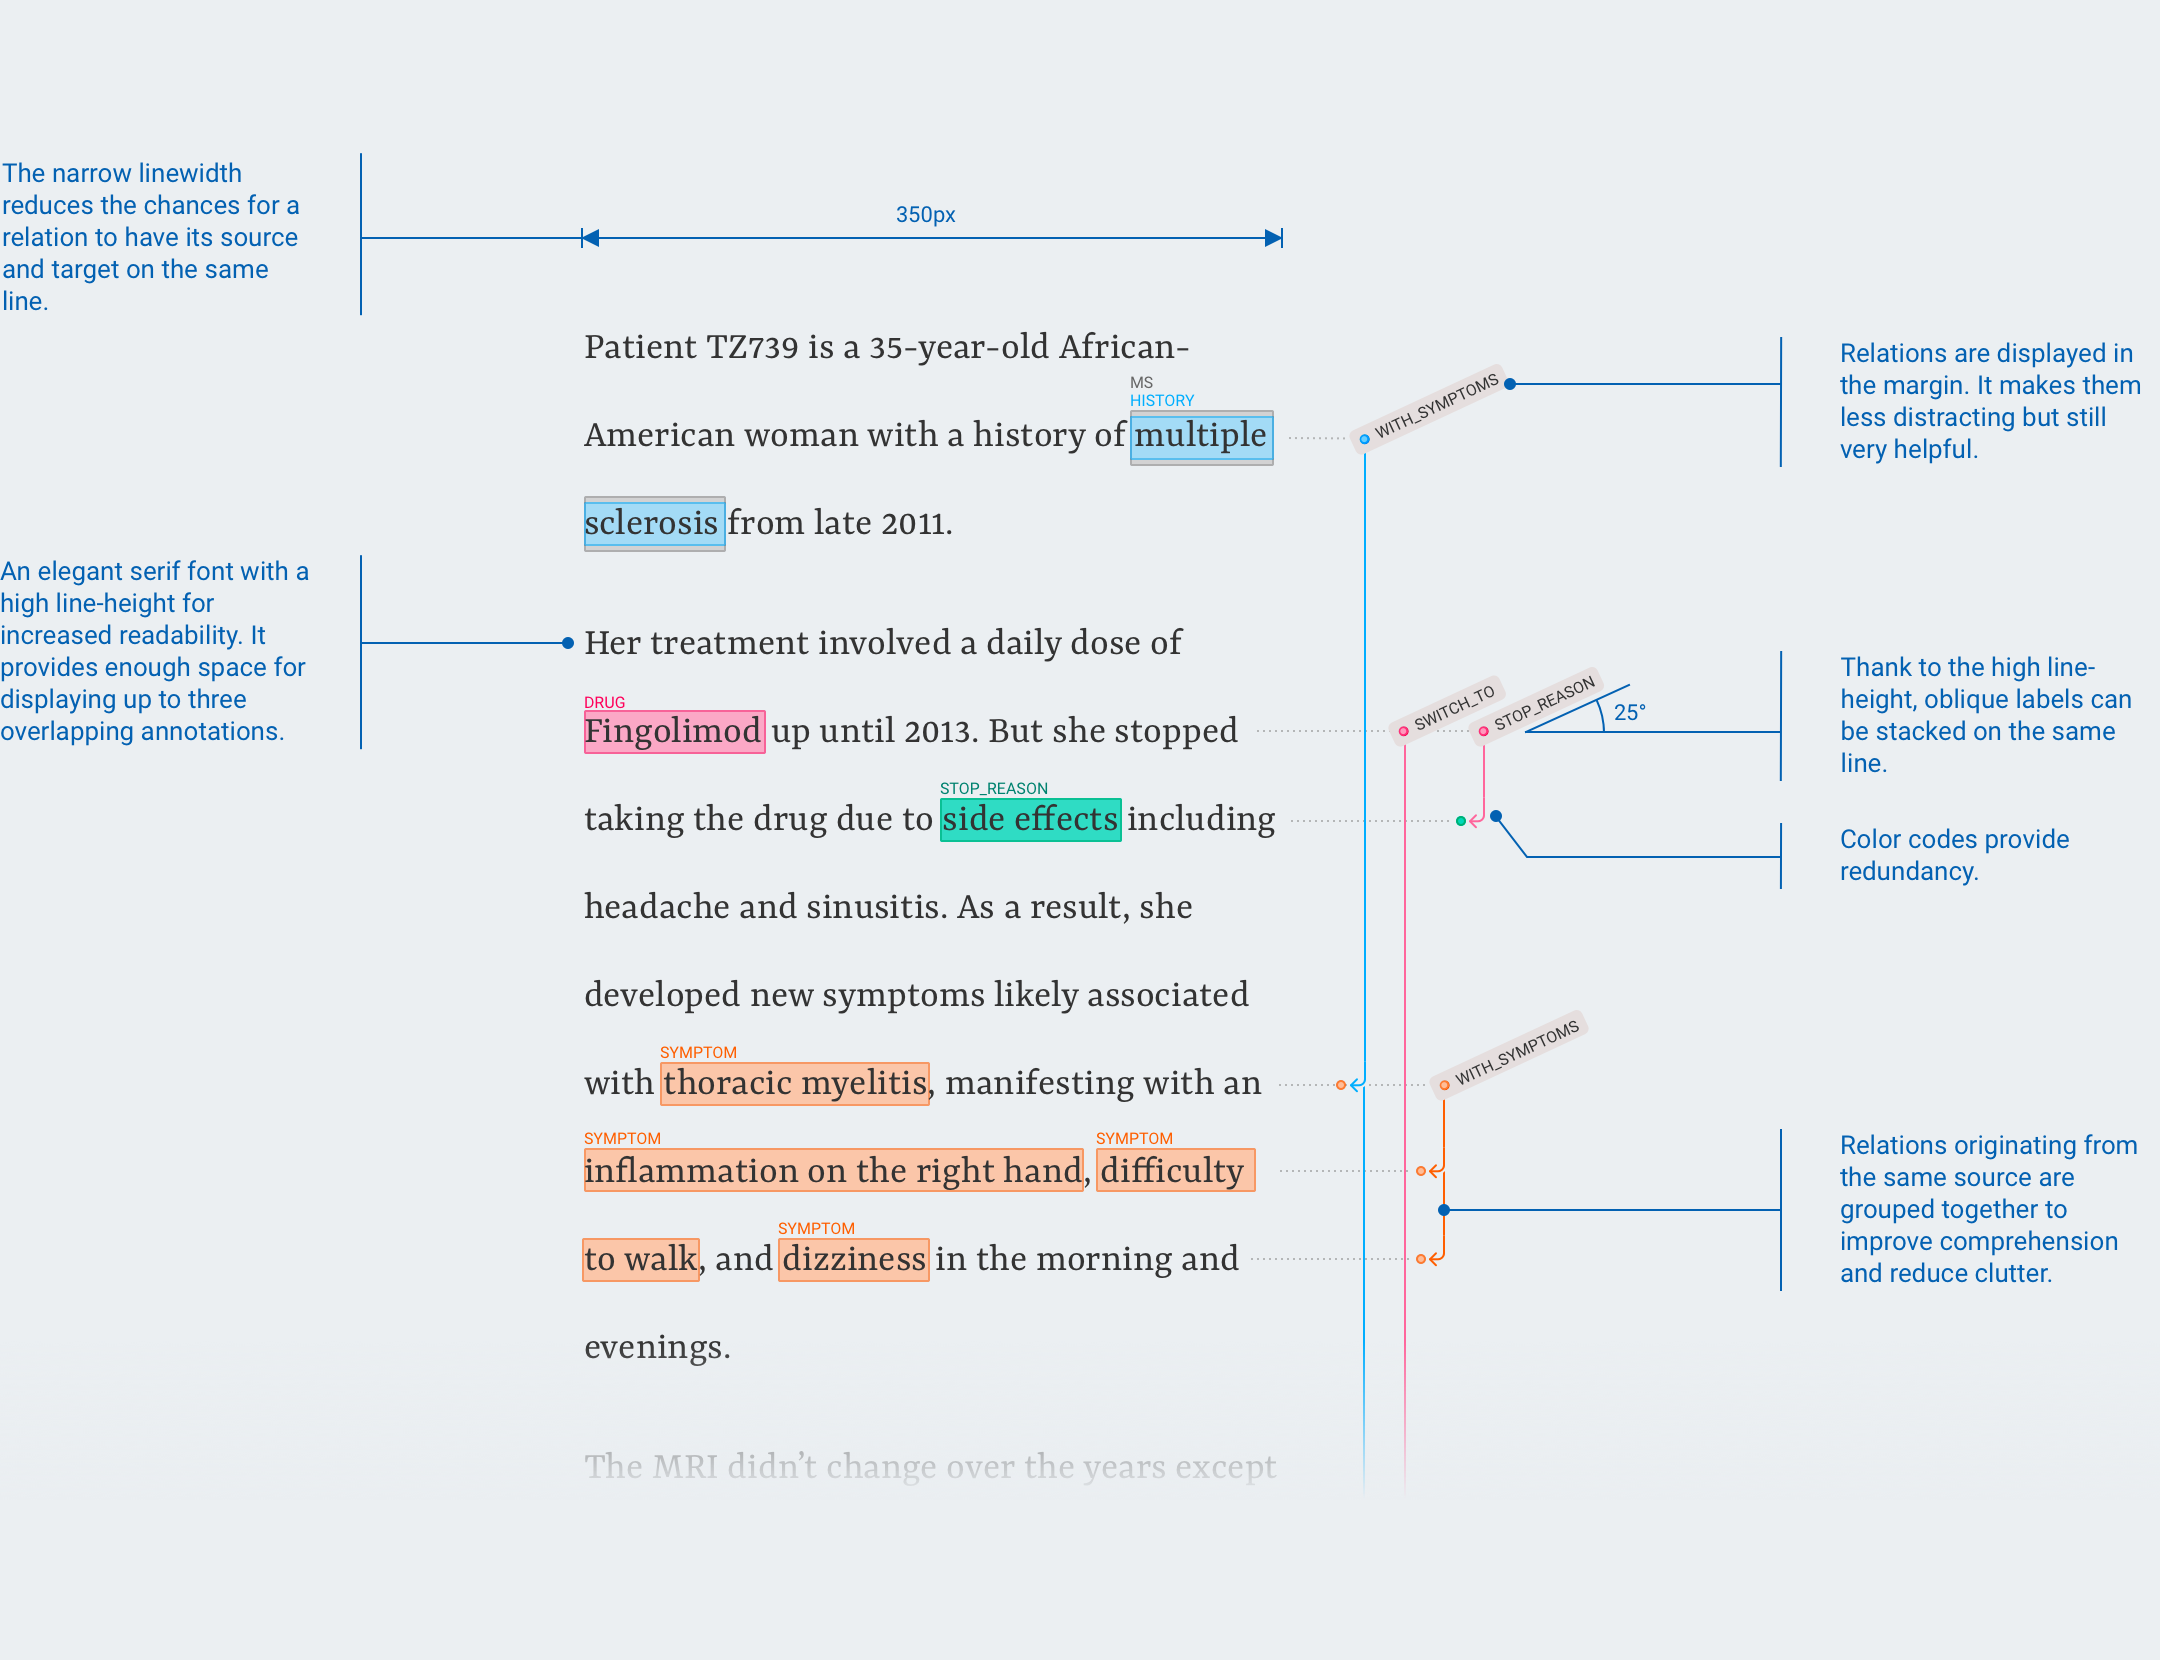 The narrow linewidth
reduces the chances for a
relation to have its source
and target on the same
line.
350px
Patient TZ739 is a 35-year-old African-
MS
HISTORY
American woman with a history of multiple
WITH_SYMPTOMS
sclerosis from late 2011.
Relations are displayed in
the margin. It makes them
less distracting but still
very helpful.
An elegant serif font with a
high line-height for
increased readability. It
provides enough space for
displaying up to three
overlapping annotations.
Her treatment involved a daily dose of
DRUG
Fingolimod up until 2013. But she stopped
SWITCH_TO
STOP_REASON
25°
Thank to the high line-
height, oblique labels can
be stacked on the same
line.
STOP_REASON
taking the drug due to side effects including
Color codes provide
redundancy.
headache and sinusitis. As a result, she
developed new symptoms likely associated
SYMPTOM
with thoracic myelitis, manifesting with an
WITH_SYMPTOMS
SYMPTOM
SYMPTOM
inflammation on the right hand, difficulty
SYMPTOM
to walk, and dizziness in the morning and
evenings.
Relations originating from
the same source are
grouped together to
improve comprehension
and reduce clutter.
The MRI didn’t change over the years except